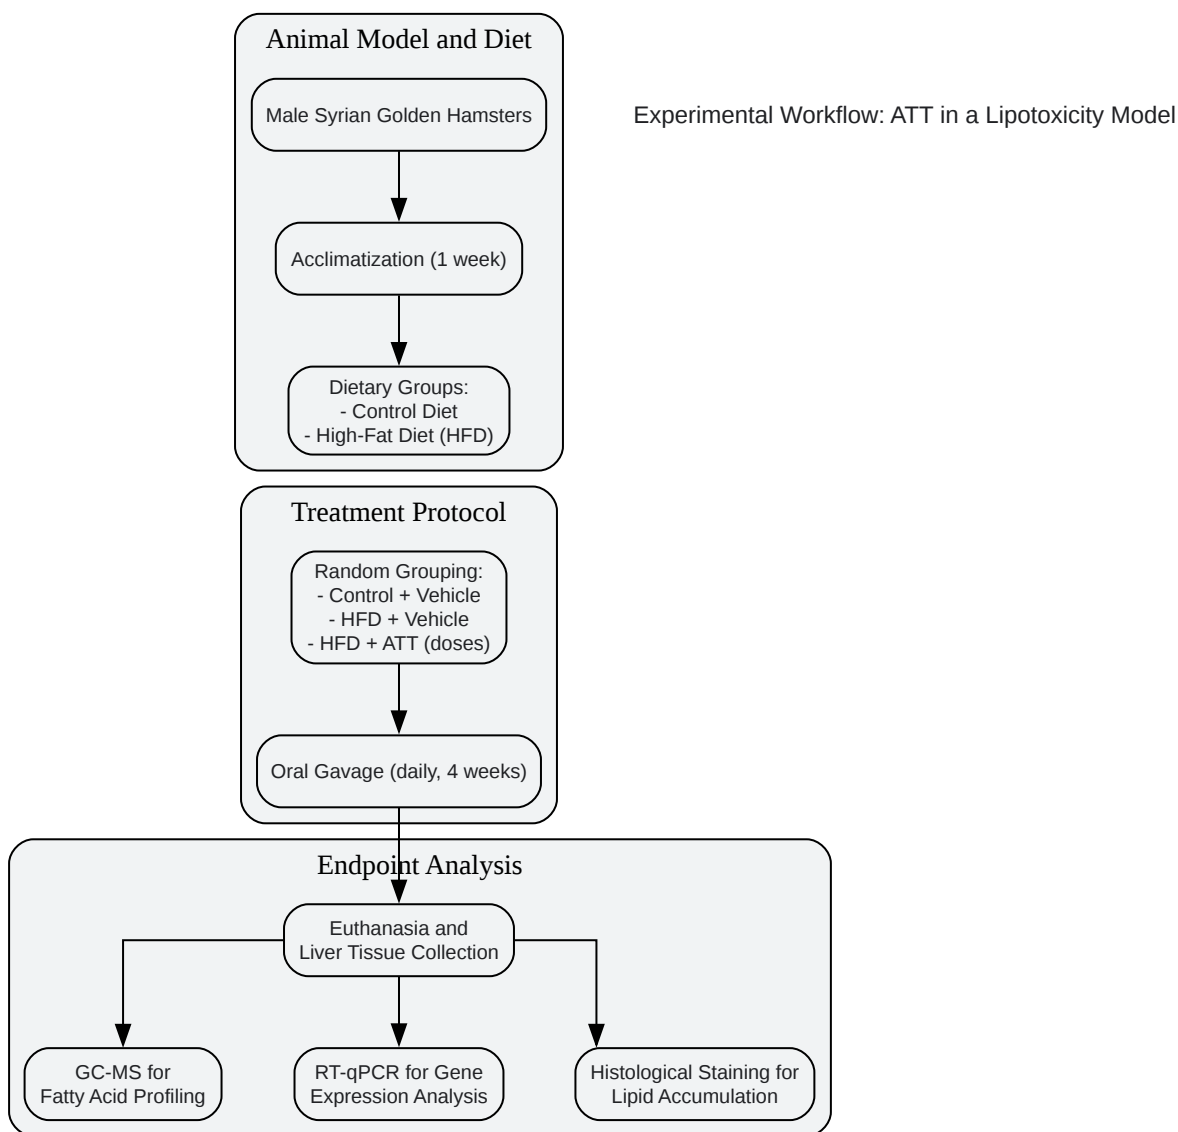 Animal Model and Diet
Male Syrian Golden Hamsters
Experimental Workflow: ATT in a Lipotoxicity Model
Acclimatization (1 week)
Dietary Groups:
- Control Diet
- High-Fat Diet (HFD)
Treatment Protocol
Random Grouping:
- Control + Vehicle
- HFD + Vehicle
- HFD + ATT (doses)
Oral Gavage (daily, 4 weeks)
Endpoint Analysis
Euthanasia and
Liver Tissue Collection
GC-MS for
Fatty Acid Profiling
RT-qPCR for Gene
Expression Analysis
Histological Staining for
Lipid Accumulation